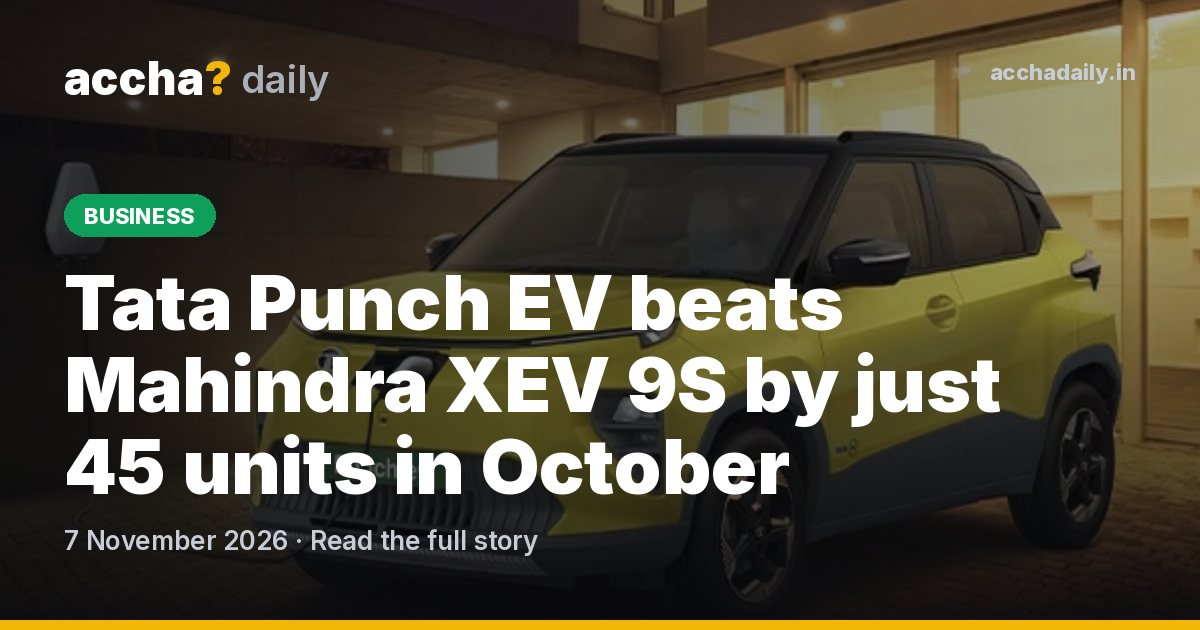 accha? daily
acchadaily.in
BUSINESS
Tata Punch EV beats
Mahindra XEV 9S by just
45 units in October
7 November 2026 · Read the full story